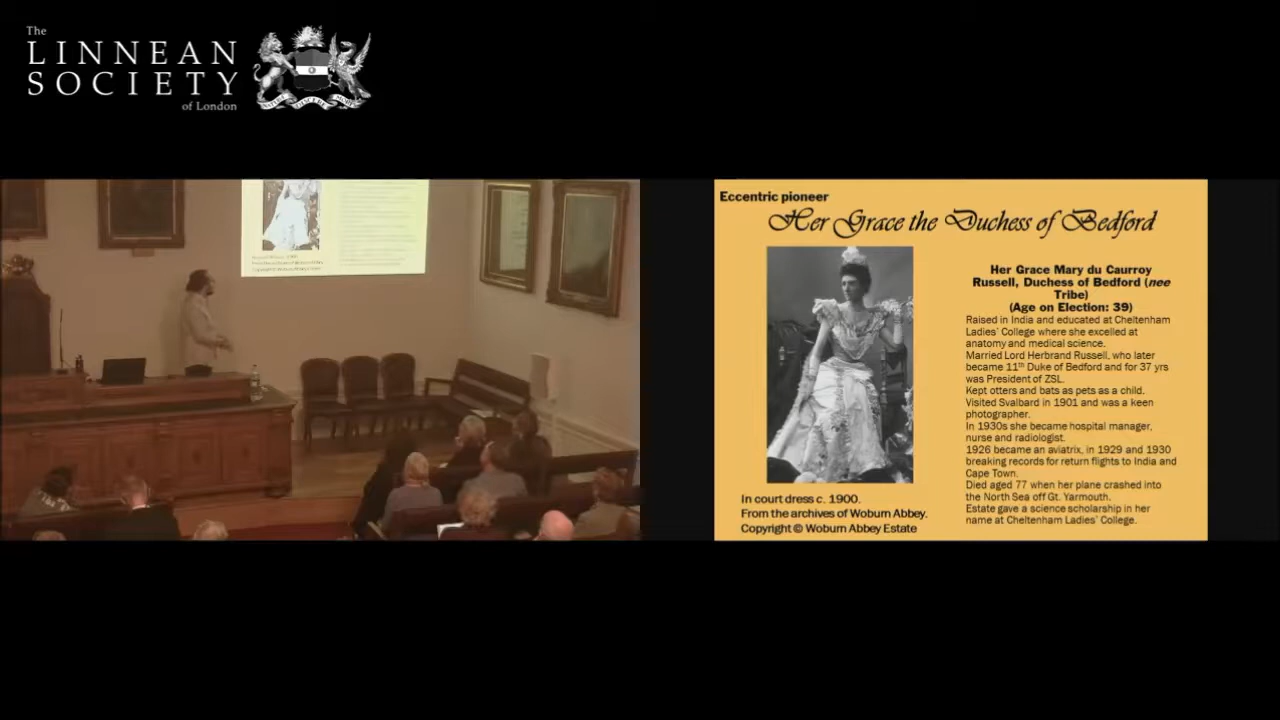 The
LINNEAN
SOCIETY
of London
Eccentric pioneer
Her Grace the Duchess of Bedford
Her Grace Mary du Caurroy
Russell, Duchess of Bedford (nee
Tribe)
(Age on Election: 39)
Raised in India and educated at Cheltenham
Ladies' College where she excelled at
anatomy and medical science.
Married Lord Herbrand Russell, who later
became 11th Duke of Bedford and for 37 yrs
was President of ZSL.
Kept otters and bats as pets as a child.
Visited Svalbard in 1901 and was a keen
photographer.
In 1930s she became hospital manager,
nurse and radiologist.
1926 became an aviatrix, in 1929 and 1930
breaking records for return flights to India and
Cape Town.
Died aged 77 when her plane crashed into
the North Sea off Gt. Yarmouth.
Estate gave a science scholarship in her
name at Cheltenham Ladies' College.
In court dress c. 1900.
From the archives of Woburn Abbey.
Copyright © Woburn Abbey Estate